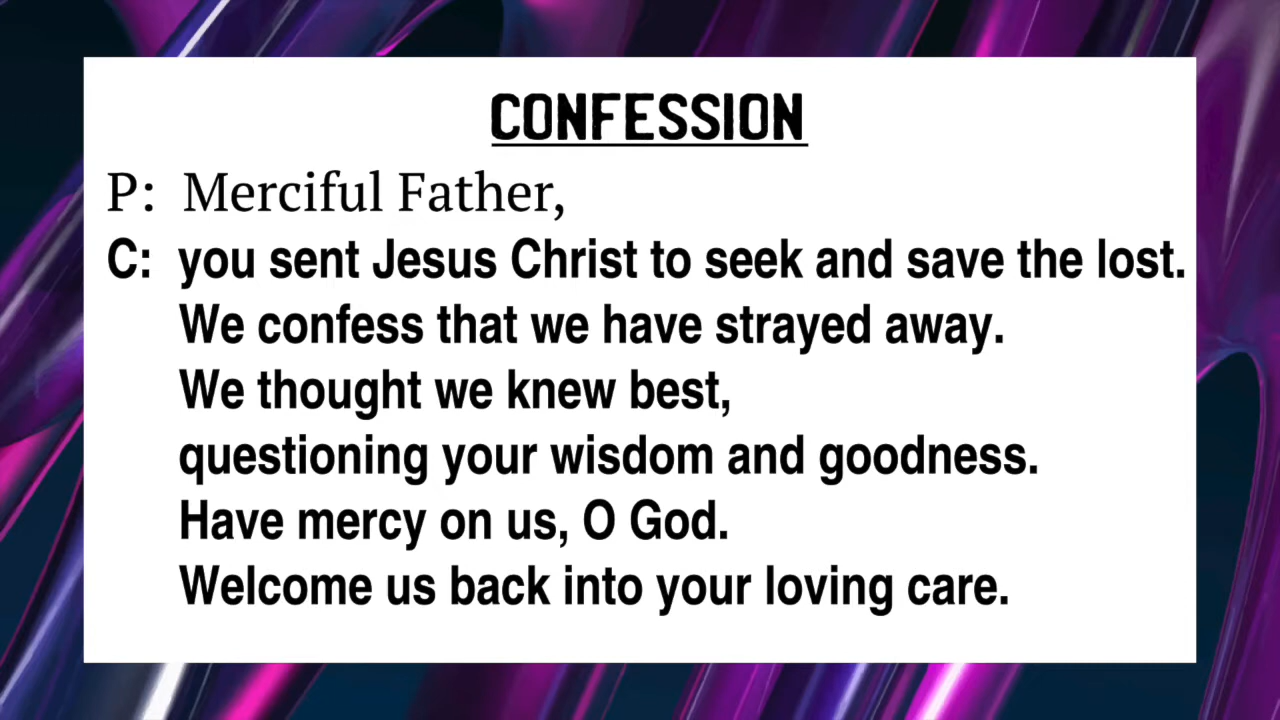 CONFESSION
P: Merciful Father,
C: you sent Jesus Christ to seek and save the lost.
We confess that we have strayed away.
We thought we knew best,
questioning your wisdom and goodness.
Have mercy on us, O God.
Welcome us back into your loving care.